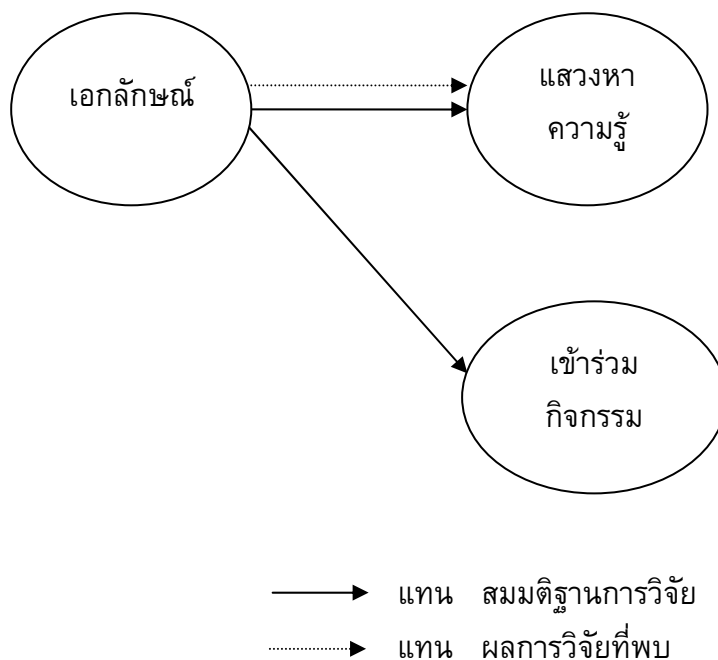 เอกลักษณ์
แสวงหา
ความรู้
เข้าร่วม
กิจกรรม
แทน สมมติฐานการวิจัย
แทน ผลการวิจัยที่พบ